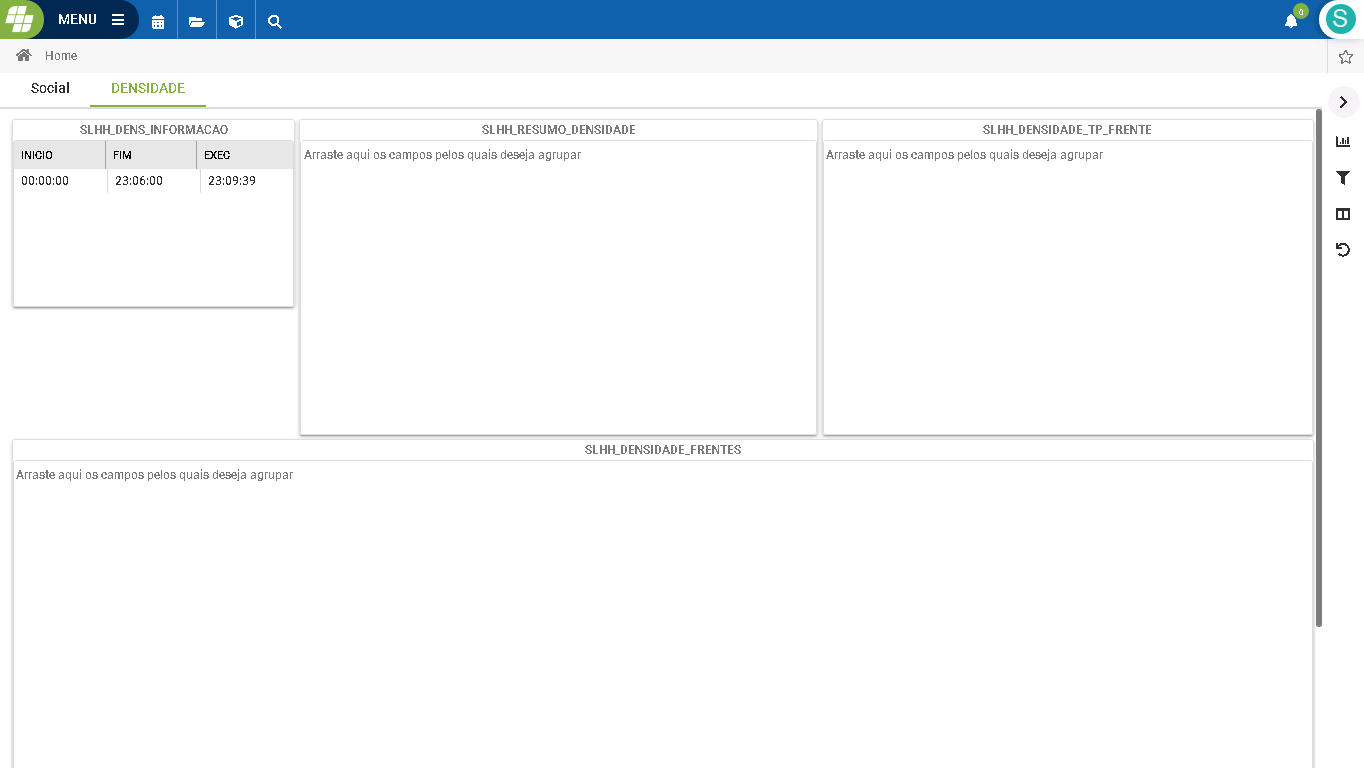 MENU
0
S
Home
Social
DENSIDADE
SLHH_DENS_INFORMACAO
INICIO FIM EXEC
00:00:00 23:06:00 23:09:39
SLHH_RESUMO_DENSIDADE
Arraste aqui os campos pelos quais deseja agrupar
SLHH_DENSIDADE_TP_FRENTE
Arraste aqui os campos pelos quais deseja agrupar
SLHH_DENSIDADE_FRENTES
Arraste aqui os campos pelos quais deseja agrupar